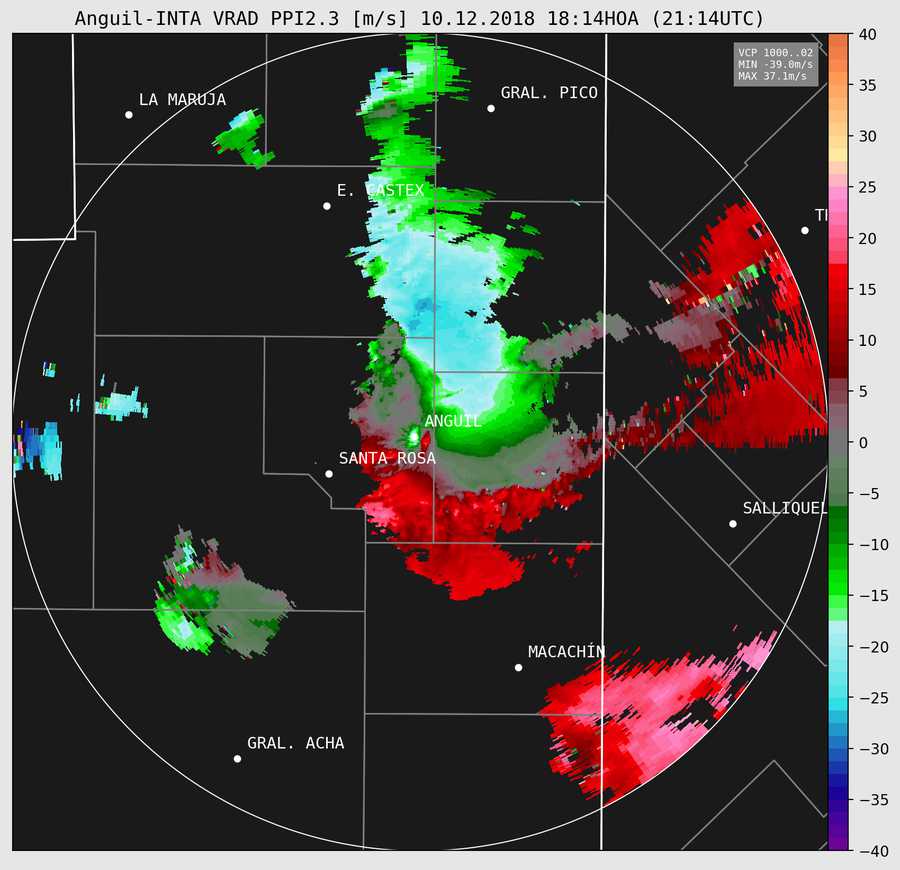 Anguil-INTA VRAD PPI2.3 [m/s] 10.12.2018 18:14HOA (21:14UTC)
VCP 1000..02
MIN -39.0m/s
MAX 37.1m/s
LA MARUJA
GRAL. PICO
E. CASTEX
ANGUIL
SANTA ROSA
SALLIQUEL
MACACHÍN
GRAL. ACHA
40
35
30
25
20
15
10
5
0
−5
−10
−15
−20
−25
−30
−35
−40